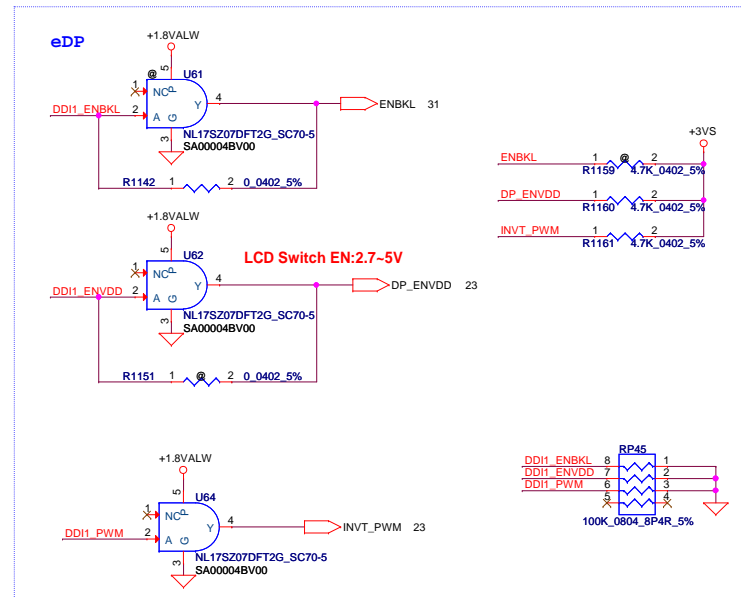 eDP
+1.8VALW
5
@
U61
1
NC
P
DDI1_ENBKL
2
A
G
Y
4
ENBKL 31
3
NL17SZ07DFT2G_SC70-5
SA00004BV00
R1142
1
2
0_0402_5%
+3VS
ENBKL
1
@
2
R1159
4.7K_0402_5%
DP_ENVDD
1
2
R1160
4.7K_0402_5%
INVT_PWM
1
2
R1161
4.7K_0402_5%
+1.8VALW
5
U62
LCD Switch EN:2.7~5V
1
NC
P
DDI1_ENVDD
2
A
G
Y
4
DP_ENVDD 23
3
NL17SZ07DFT2G_SC70-5
SA00004BV00
R1151
1
@
2
0_0402_5%
+1.8VALW
5
U64
1
NC
P
DDI1_PWM
2
A
G
Y
4
INVT_PWM 23
3
NL17SZ07DFT2G_SC70-5
SA00004BV00
RP45
DDI1_ENBKL 8 1
DDI1_ENVDD 7 2
DDI1_PWM 6 3
5 4
100K_0804_8P4R_5%